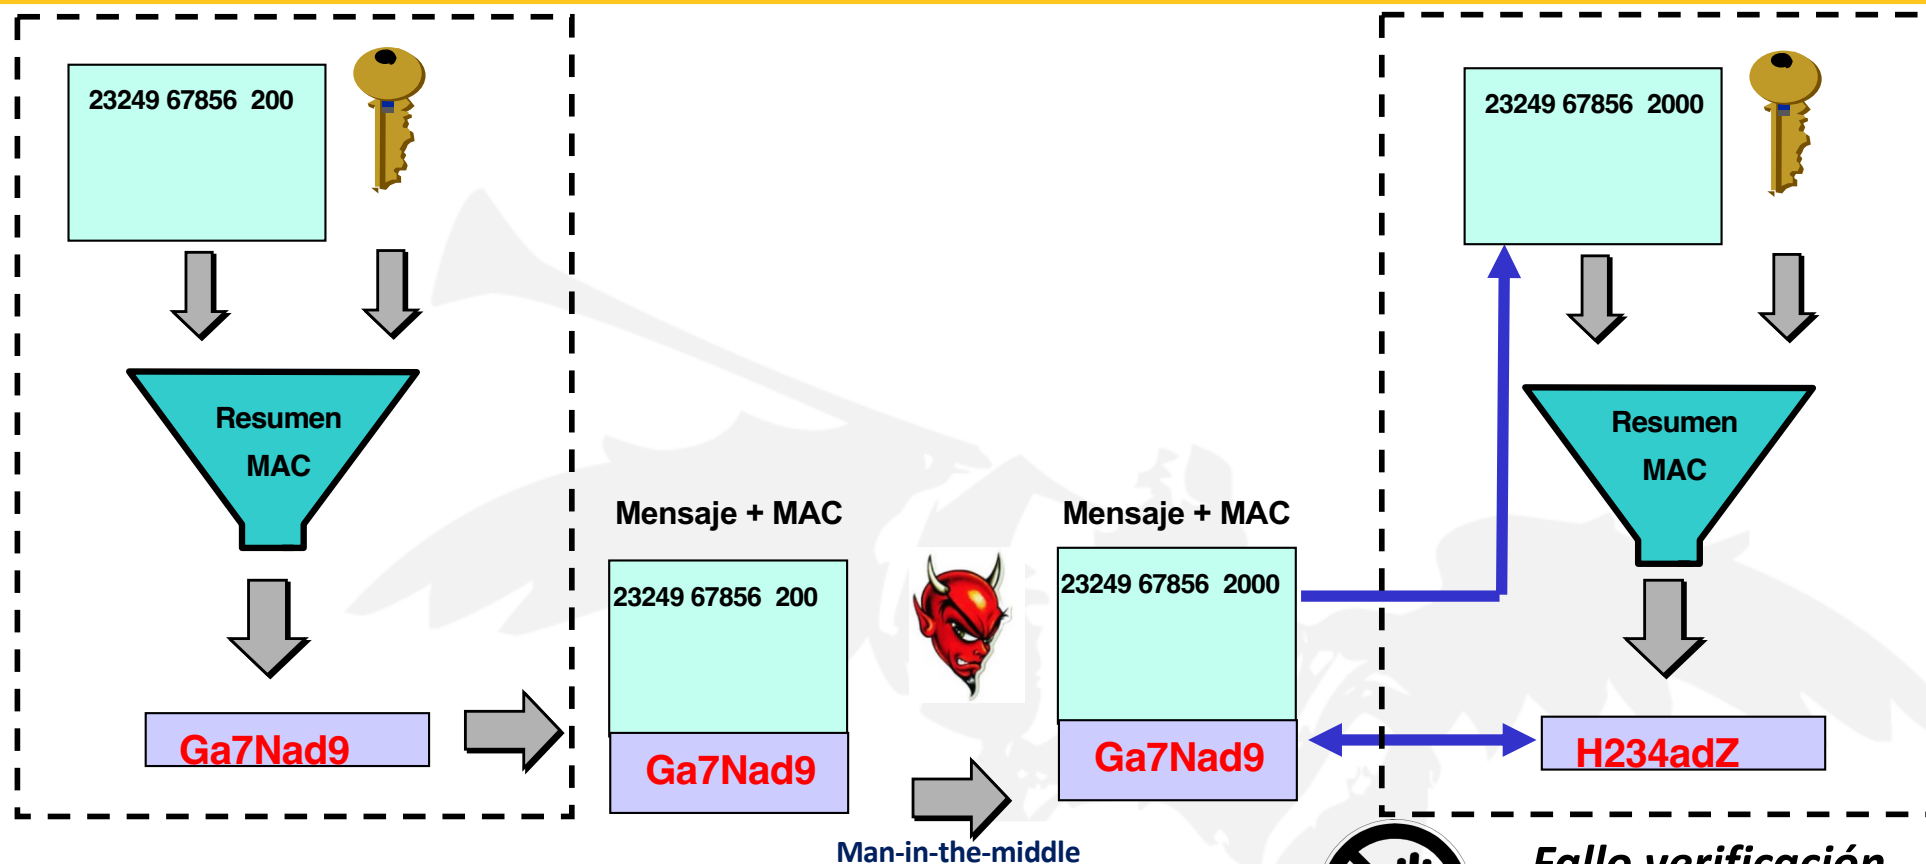 23249 67856 200
Resumen
MAC
Ga7Nad9
Mensaje + MAC
23249 67856 200
Ga7Nad9
Man-in-the-middle
Mensaje + MAC
23249 67856 2000
Ga7Nad9
23249 67856 2000
Resumen
MAC
H234adZ
Fallo verificación